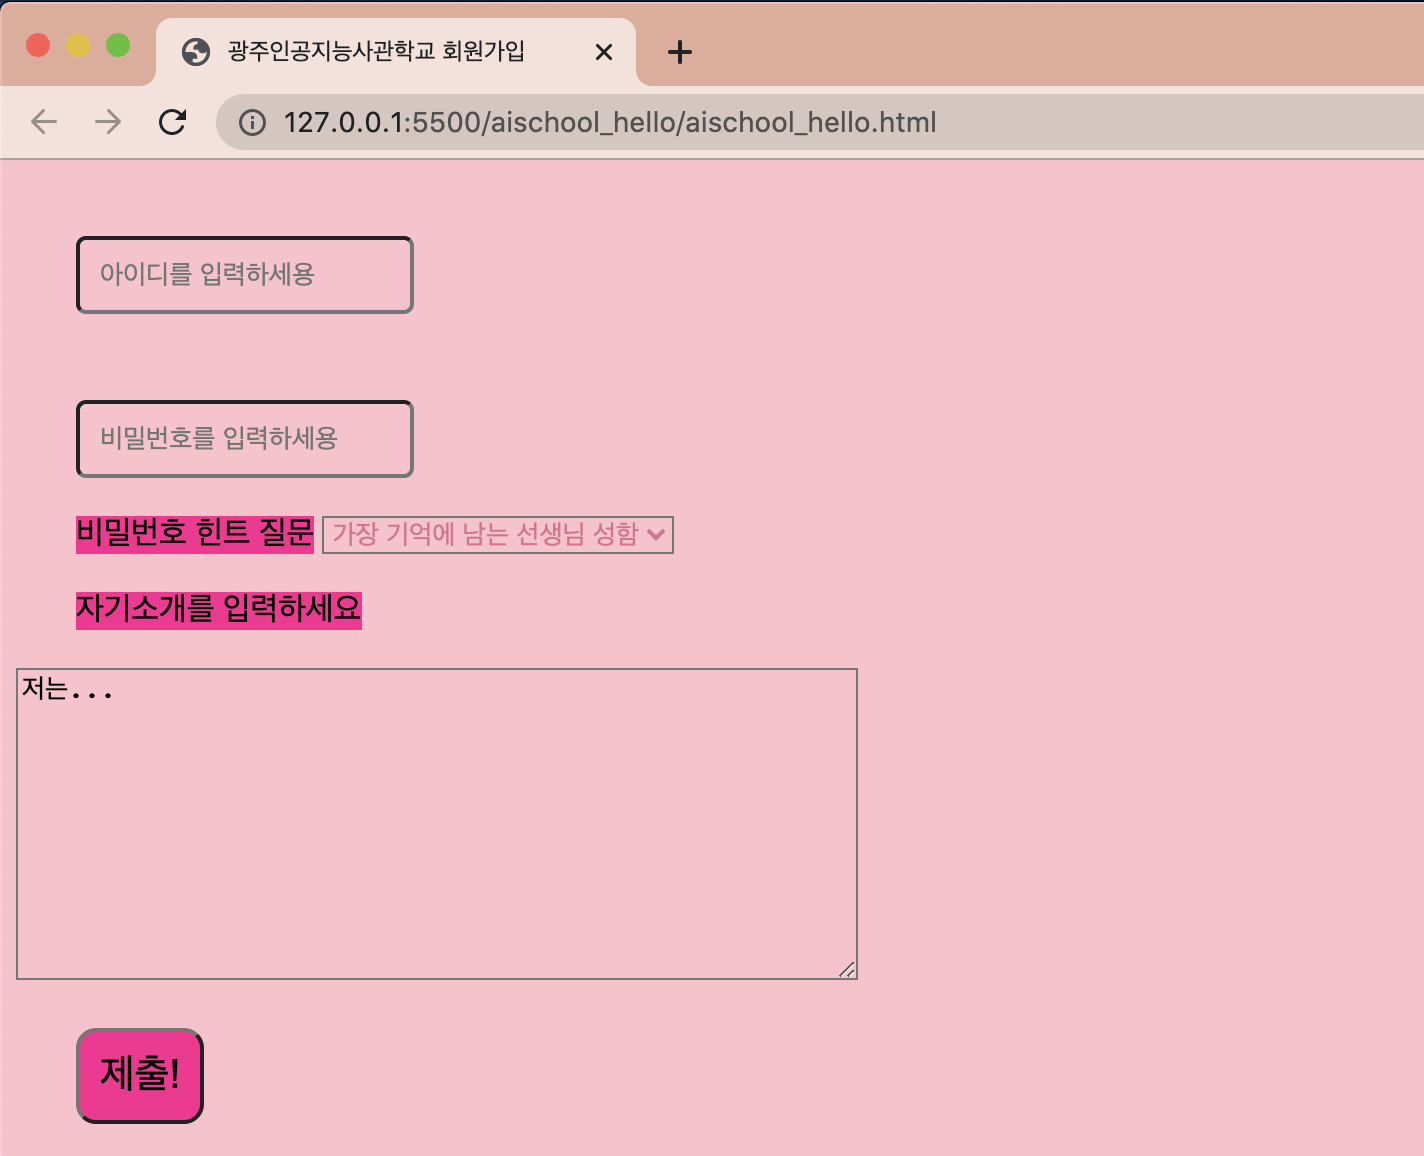 광주인공지능사관학교 회원가입
127.0.0.1:5500/aischool_hello/aischool_hello.html
아이디를 입력하세용
비밀번호를 입력하세용
비밀번호 힌트 질문 가장 기억에 남는 선생님 성함
자기소개를 입력하세요
저는...
제출!